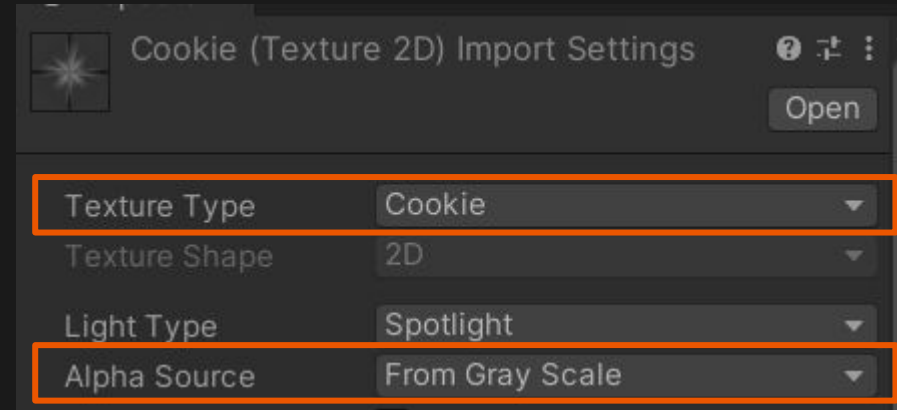 Cookie (Texture 2D) Import Settings
Open
Texture Type Cookie
Texture Shape 2D
Light Type Spotlight
Alpha Source From Gray Scale